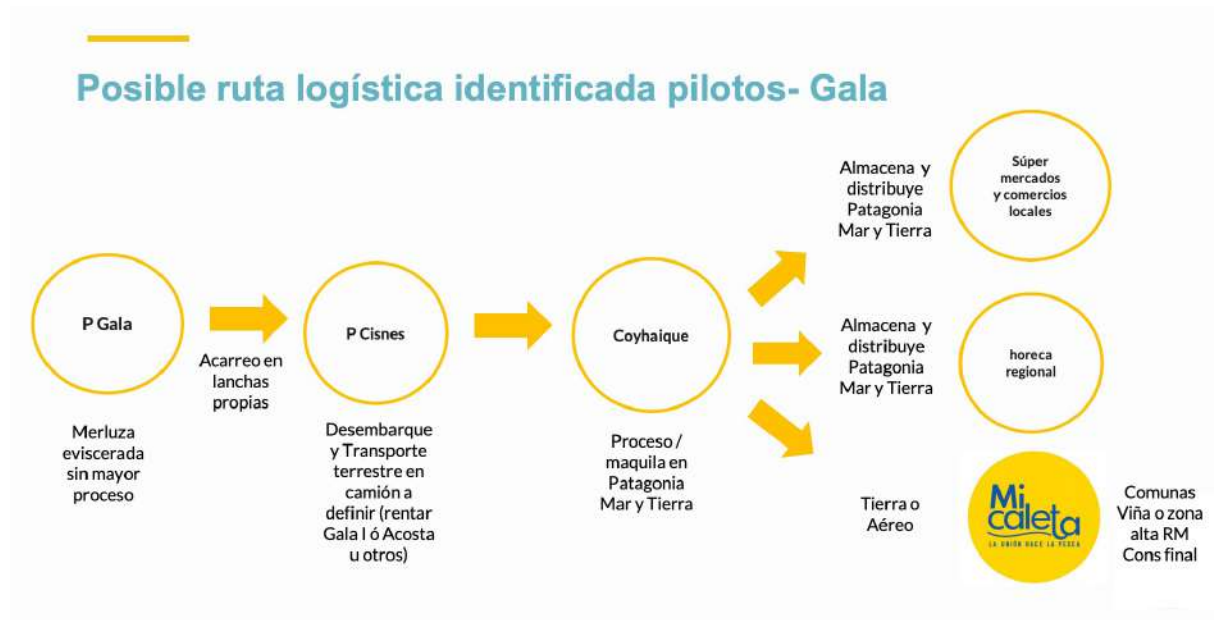 Posible ruta logística identificada pilotos- Gala
P Gala
Merluza
eviscerada
sin mayor
proceso
Acarreo en
lanchas
propias
P Cisnes
Desembarque
y Transporte
terrestre en
camión a
definir (rentar
Gala I ó Acosta
u otros)
Coyhaique
Proceso /
maquila en
Patagonia
Mar y Tierra
Almacena y
distribuye
Patagonia
Mar y Tierra
Súper
mercados
y comercios
locales
Almacena y
distribuye
Patagonia
Mar y Tierra
horeca
regional
Tierra o
Aéreo
Mi
caleta
LA UNIÓN HACE LA PESCA
Comunas
Viña o zona
alta RM
Cons final